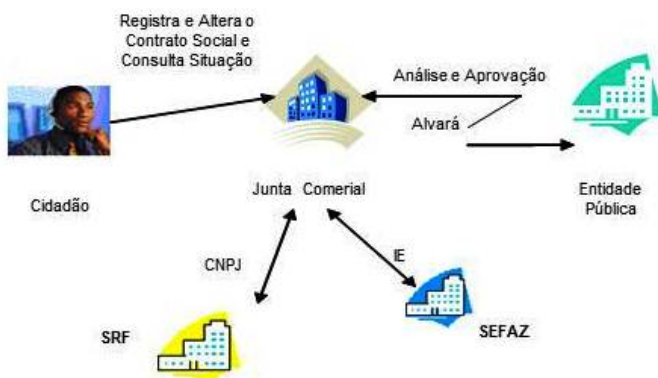 Registra e Altera o
Contrato Social e
Consulta Situação
Análise e Aprovação
Alvará
Cidadão
Junta Comerial
Entidade
Pública
CNPJ
IE
SRF
SEFAZ